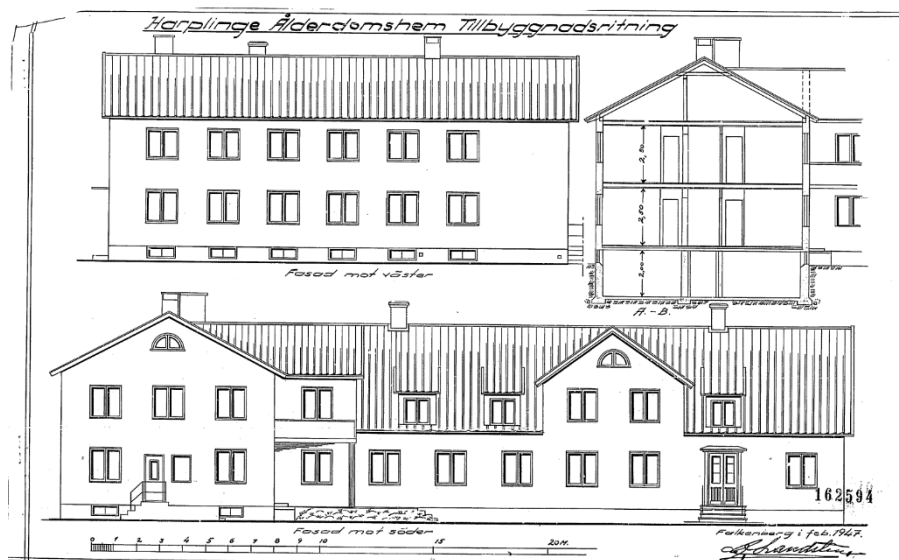 Harplinge Ålderdomshem Tillbyggnadsritning
2,50
2,50
2,00
Fasad mot väster
A.-B.
162594
Fasad mot söder
Falkenberg i feb. 1947.
0 1 2 3 4 5 6 7 8 9 10 15 20 M.